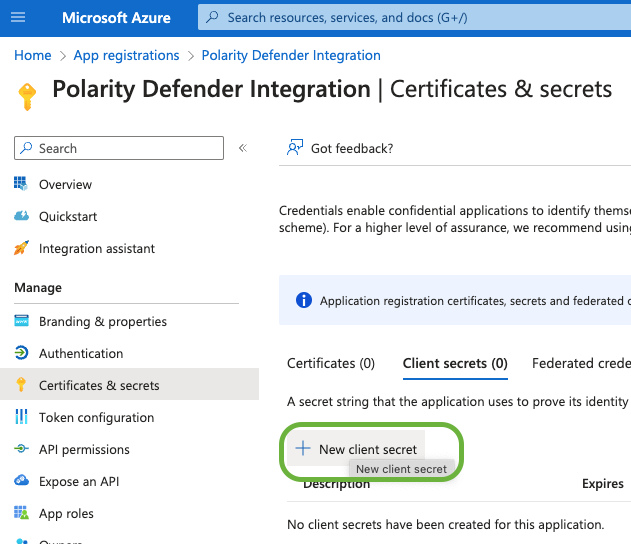 Microsoft Azure
Search resources, services, and docs (G+/)
Home > App registrations > Polarity Defender Integration
Polarity Defender Integration | Certificates & secrets
Search
«
Got feedback?
Overview
Quickstart
Integration assistant
Manage
Branding & properties
Authentication
Certificates & secrets
Token configuration
API permissions
Expose an API
App roles
Owners
Credentials enable confidential applications to identify themse
scheme). For a higher level of assurance, we recommend using
Application registration certificates, secrets and federated c
Certificates (0) Client secrets (0) Federated crede
A secret string that the application uses to prove its identity
New client secret
New client secret
Description Expires
No client secrets have been created for this application.